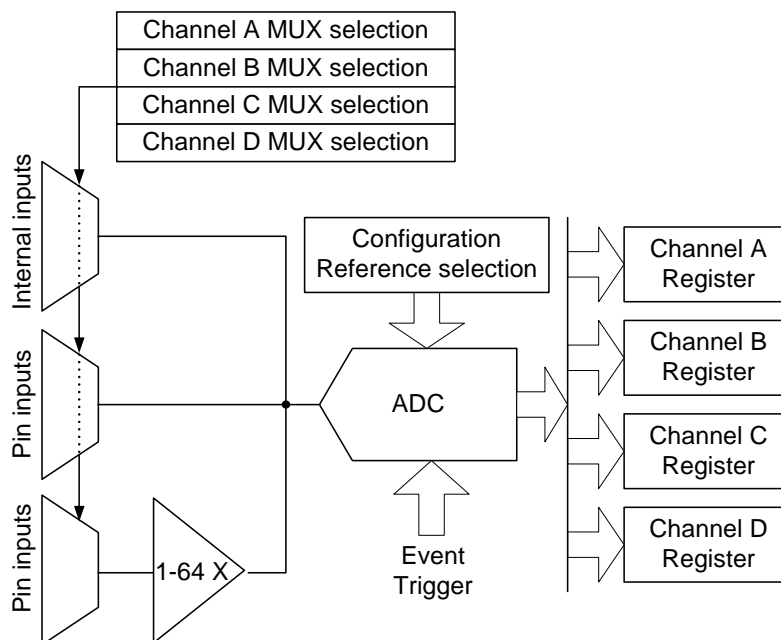 Channel A MUX selection
Channel B MUX selection
Channel C MUX selection
Channel D MUX selection
Internal inputs
Pin inputs
Pin inputs
1-64 X
Configuration
Reference selection
ADC
Event
Trigger
Channel A
Register
Channel B
Register
Channel C
Register
Channel D
Register